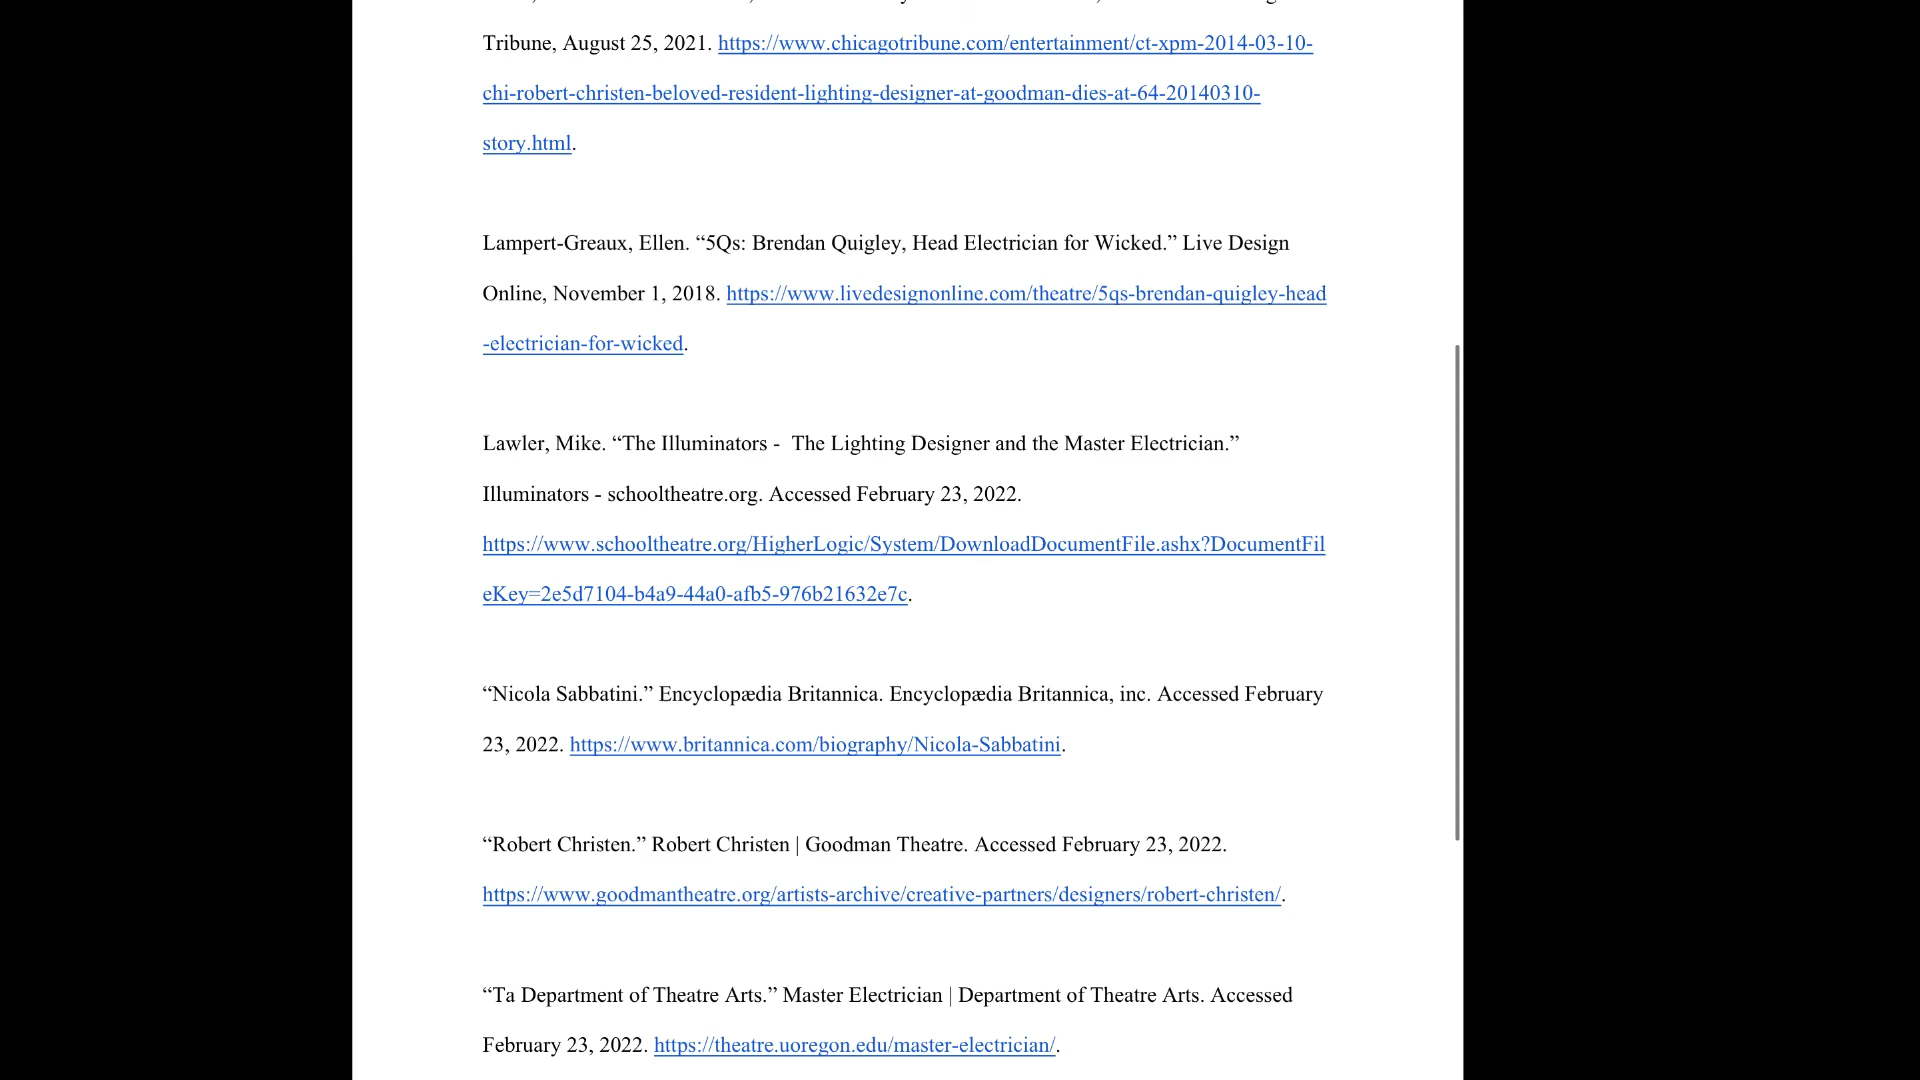 Tribune, August 25, 2021. https://www.chicagotribune.com/entertainment/ct-xpm-2014-03-10-
chi-robert-christen-beloved-resident-lighting-designer-at-goodman-dies-at-64-20140310-
story.html.
Lampert-Greaux, Ellen. “5Qs: Brendan Quigley, Head Electrician for Wicked.” Live Design
Online, November 1, 2018. https://www.livedesignonline.com/theatre/5qs-brendan-quigley-head
-electrician-for-wicked.
Lawler, Mike. “The Illuminators -  The Lighting Designer and the Master Electrician.”
Illuminators - schooltheatre.org. Accessed February 23, 2022.
https://www.schooltheatre.org/HigherLogic/System/DownloadDocumentFile.ashx?DocumentFil
eKey=2e5d7104-b4a9-44a0-afb5-976b21632e7c.
“Nicola Sabbatini.” Encyclopædia Britannica. Encyclopædia Britannica, inc. Accessed February
23, 2022. https://www.britannica.com/biography/Nicola-Sabbatini.
“Robert Christen.” Robert Christen | Goodman Theatre. Accessed February 23, 2022.
https://www.goodmantheatre.org/artists-archive/creative-partners/designers/robert-christen/.
“Ta Department of Theatre Arts.” Master Electrician | Department of Theatre Arts. Accessed
February 23, 2022. https://theatre.uoregon.edu/master-electrician/.